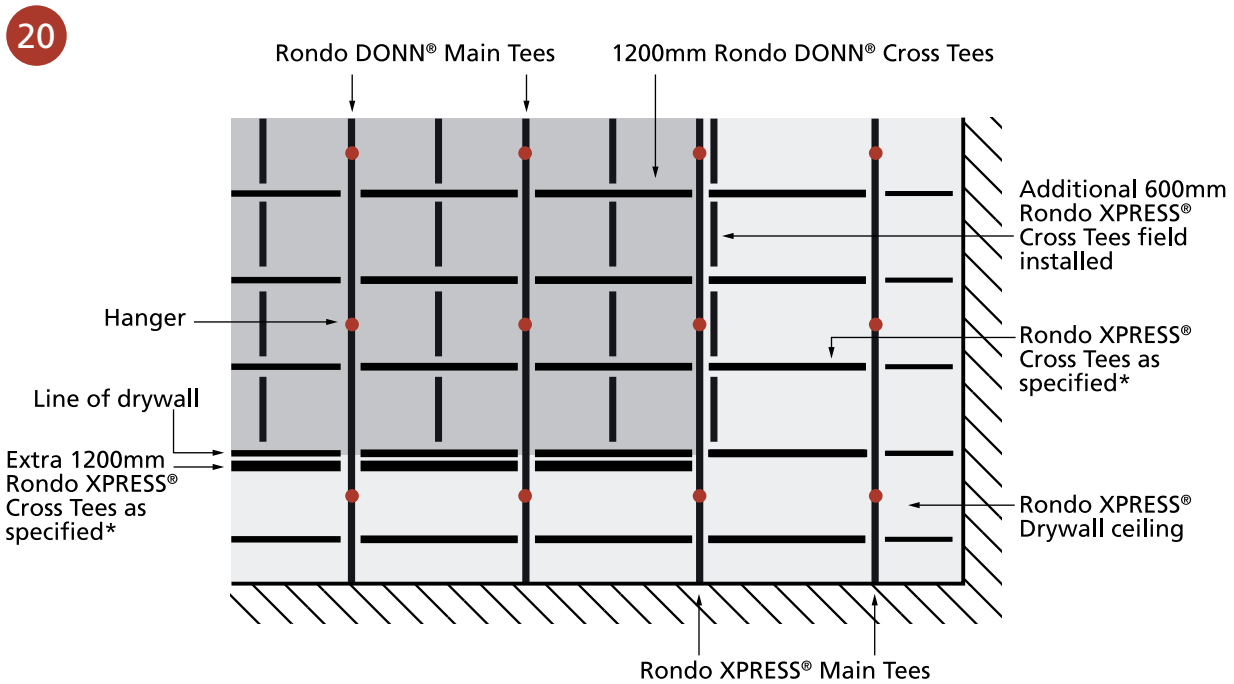 20
Rondo DONN® Main Tees
1200mm Rondo DONN® Cross Tees
Additional 600mm
Rondo XPRESS®
Cross Tees field
installed
Hanger
Rondo XPRESS®
Cross Tees as
specified*
Line of drywall
Extra 1200mm
Rondo XPRESS®
Cross Tees as
specified*
Rondo XPRESS®
Drywall ceiling
Rondo XPRESS® Main Tees